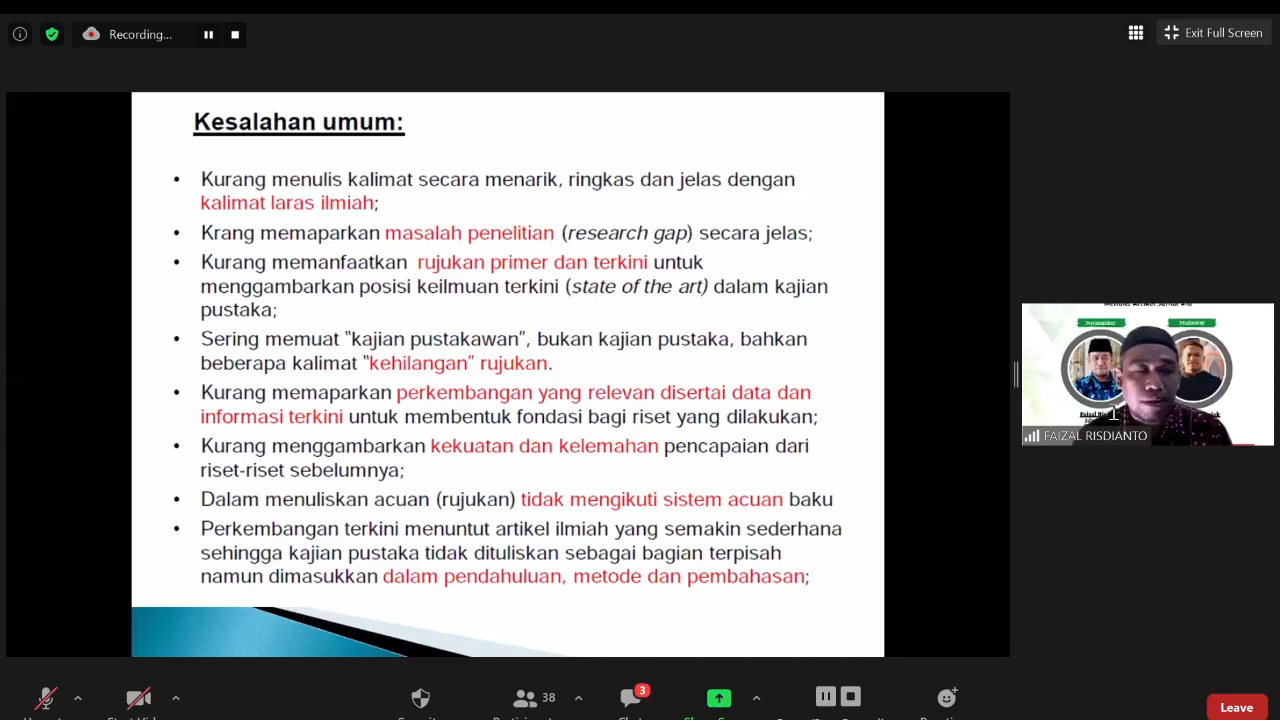 Recording...
Exit Full Screen
Kesalahan umum:
• Kurang menulis kalimat secara menarik, ringkas dan jelas dengan
kalimat laras ilmiah;
• Krang memaparkan masalah penelitian (research gap) secara jelas;
• Kurang memanfaatkan rujukan primer dan terkini untuk
menggambarkan posisi keilmuan terkini (state of the art) dalam kajian
pustaka;
• Sering memuat "kajian pustakawan", bukan kajian pustaka, bahkan
beberapa kalimat "kehilangan" rujukan.
• Kurang memaparkan perkembangan yang relevan disertai data dan
informasi terkini untuk membentuk fondasi bagi riset yang dilakukan;
• Kurang menggambarkan kekuatan dan kelemahan pencapaian dari
riset-riset sebelumnya;
• Dalam menuliskan acuan (rujukan) tidak mengikuti sistem acuan baku
• Perkembangan terkini menuntut artikel ilmiah yang semakin sederhana
sehingga kajian pustaka tidak dituliskan sebagai bagian terpisah
namun dimasukkan dalam pendahuluan, metode dan pembahasan;
Narasumber
Moderator
FAIZAL RISDIANTO
38
3
Leave